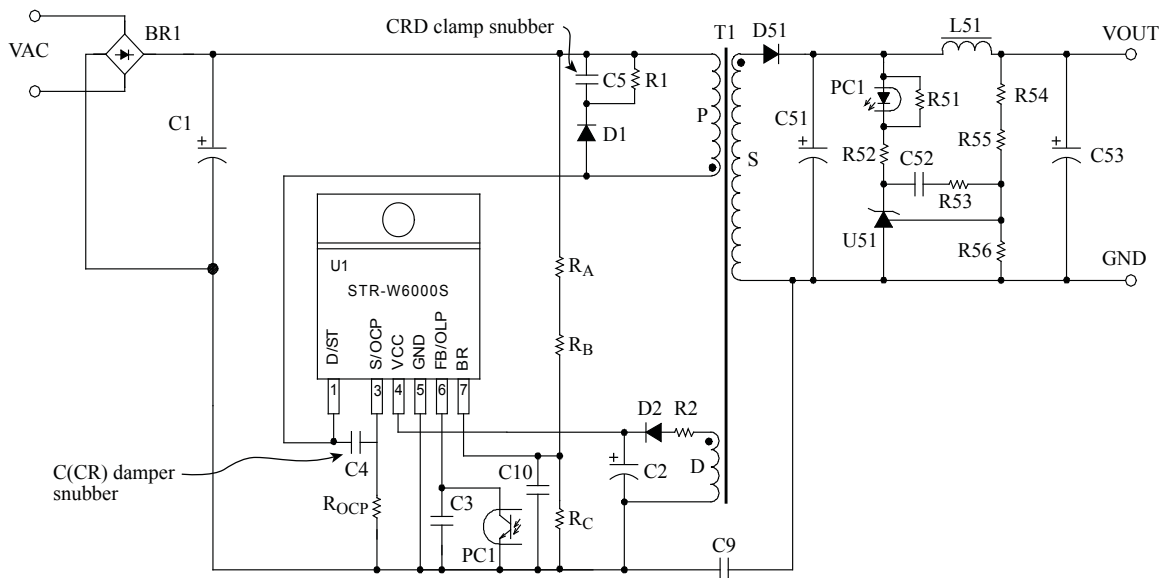 CRD clamp snubber
T1
D51
L51
VOUT
BR1
VAC
C5
R1
PC1
R51
R54
C1
P
C51
D1
R52
C52
R55
C53
S
R53
U51
R56
GND
U1
STR-W6000S
RA
D/ST
S/OCP
VCC
GND
FB/OLP
BR
RB
1
3
4
5
6
7
D2
R2
C(CR) damper
snubber
C4
C10
C2
D
ROCP
C3
PC1
RC
C9